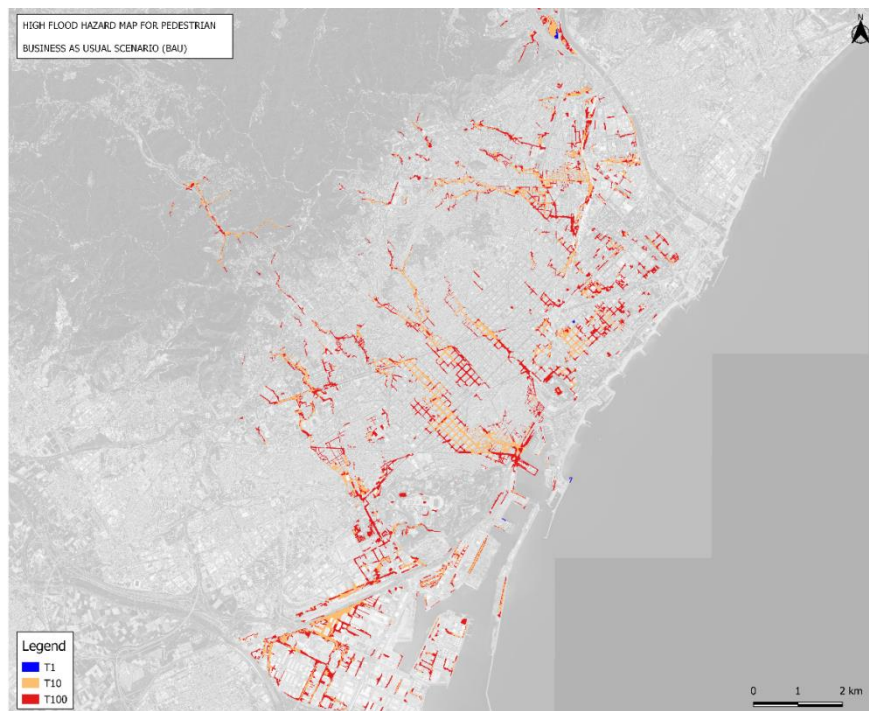 HIGH FLOOD HAZARD MAP FOR PEDESTRIAN
BUSINESS AS USUAL SCENARIO (BAU)
N
Legend
T1
T10
T100
0 1 2 km